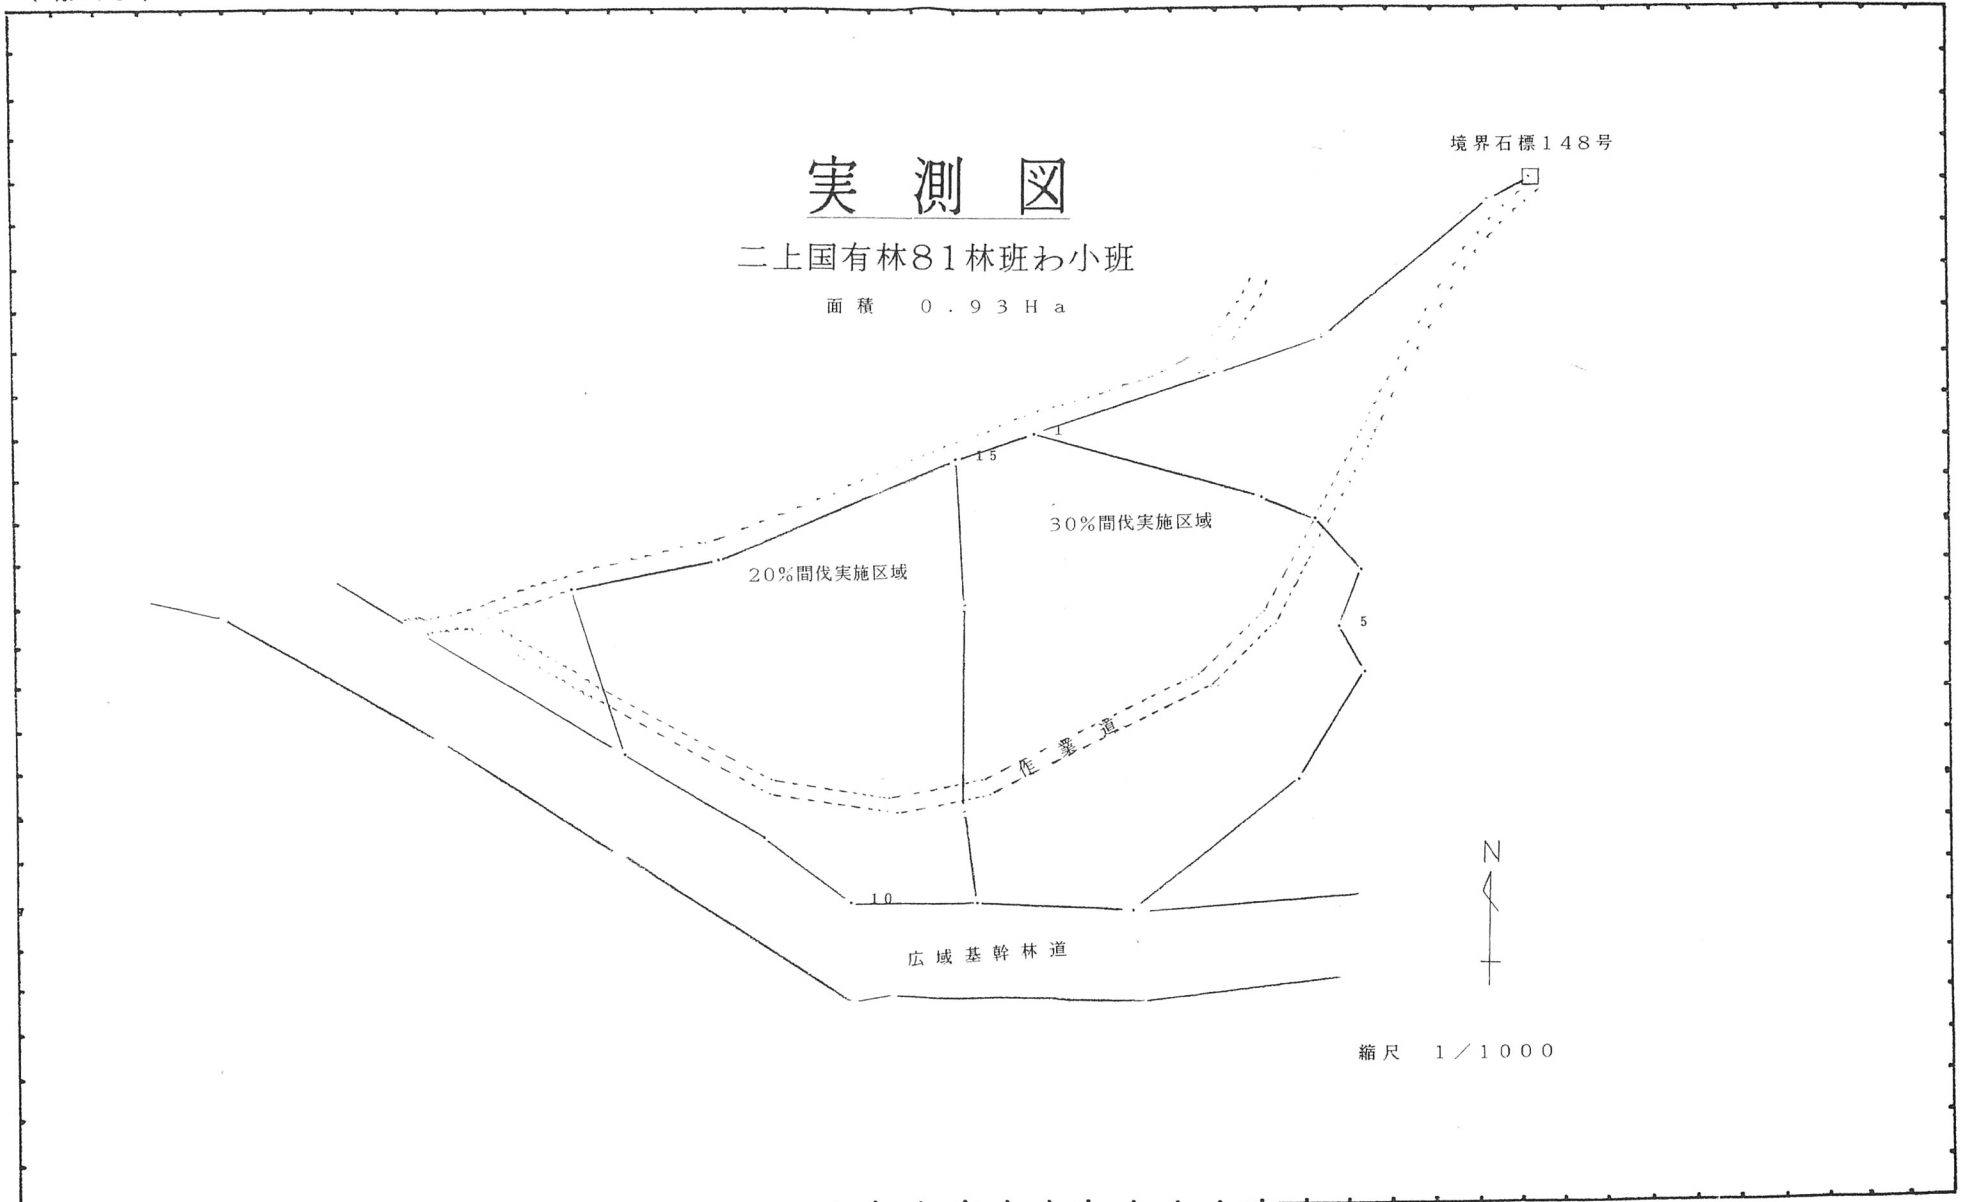 境界石標148号
実測図
二上国有林81林班わ小班
面積 0.93Ha
1
15
30%間伐実施区域
20%間伐実施区域
5
作業道
N
10
広域基幹林道
縮尺 1/1000